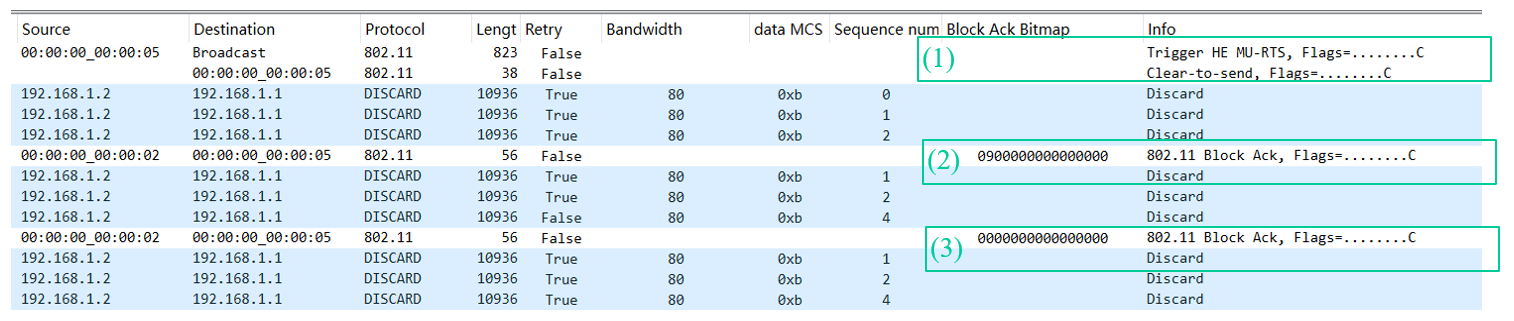 Source Destination Protocol Lengt Retry Bandwidth data MCS Sequence num Block Ack Bitmap Info
00:00:00_00:00:05 Broadcast 802.11 823 False (1) Trigger HE MU-RTS, Flags=........C
00:00:00_00:00:05 802.11 38 False Clear-to-send, Flags=........C
192.168.1.2 192.168.1.1 DISCARD 10936 True 80 0xb 0 Discard
192.168.1.2 192.168.1.1 DISCARD 10936 True 80 0xb 1 Discard
192.168.1.2 192.168.1.1 DISCARD 10936 True 80 0xb 2 Discard
00:00:00_00:00:02 00:00:00_00:00:05 802.11 56 False (2) 0900000000000000 802.11 Block Ack, Flags=........C
192.168.1.2 192.168.1.1 DISCARD 10936 True 80 0xb 1 Discard
192.168.1.2 192.168.1.1 DISCARD 10936 True 80 0xb 2 Discard
192.168.1.2 192.168.1.1 DISCARD 10936 False 80 0xb 4 Discard
00:00:00_00:00:02 00:00:00_00:00:05 802.11 56 False (3) 0000000000000000 802.11 Block Ack, Flags=........C
192.168.1.2 192.168.1.1 DISCARD 10936 True 80 0xb 1 Discard
192.168.1.2 192.168.1.1 DISCARD 10936 True 80 0xb 2 Discard
192.168.1.2 192.168.1.1 DISCARD 10936 True 80 0xb 4 Discard